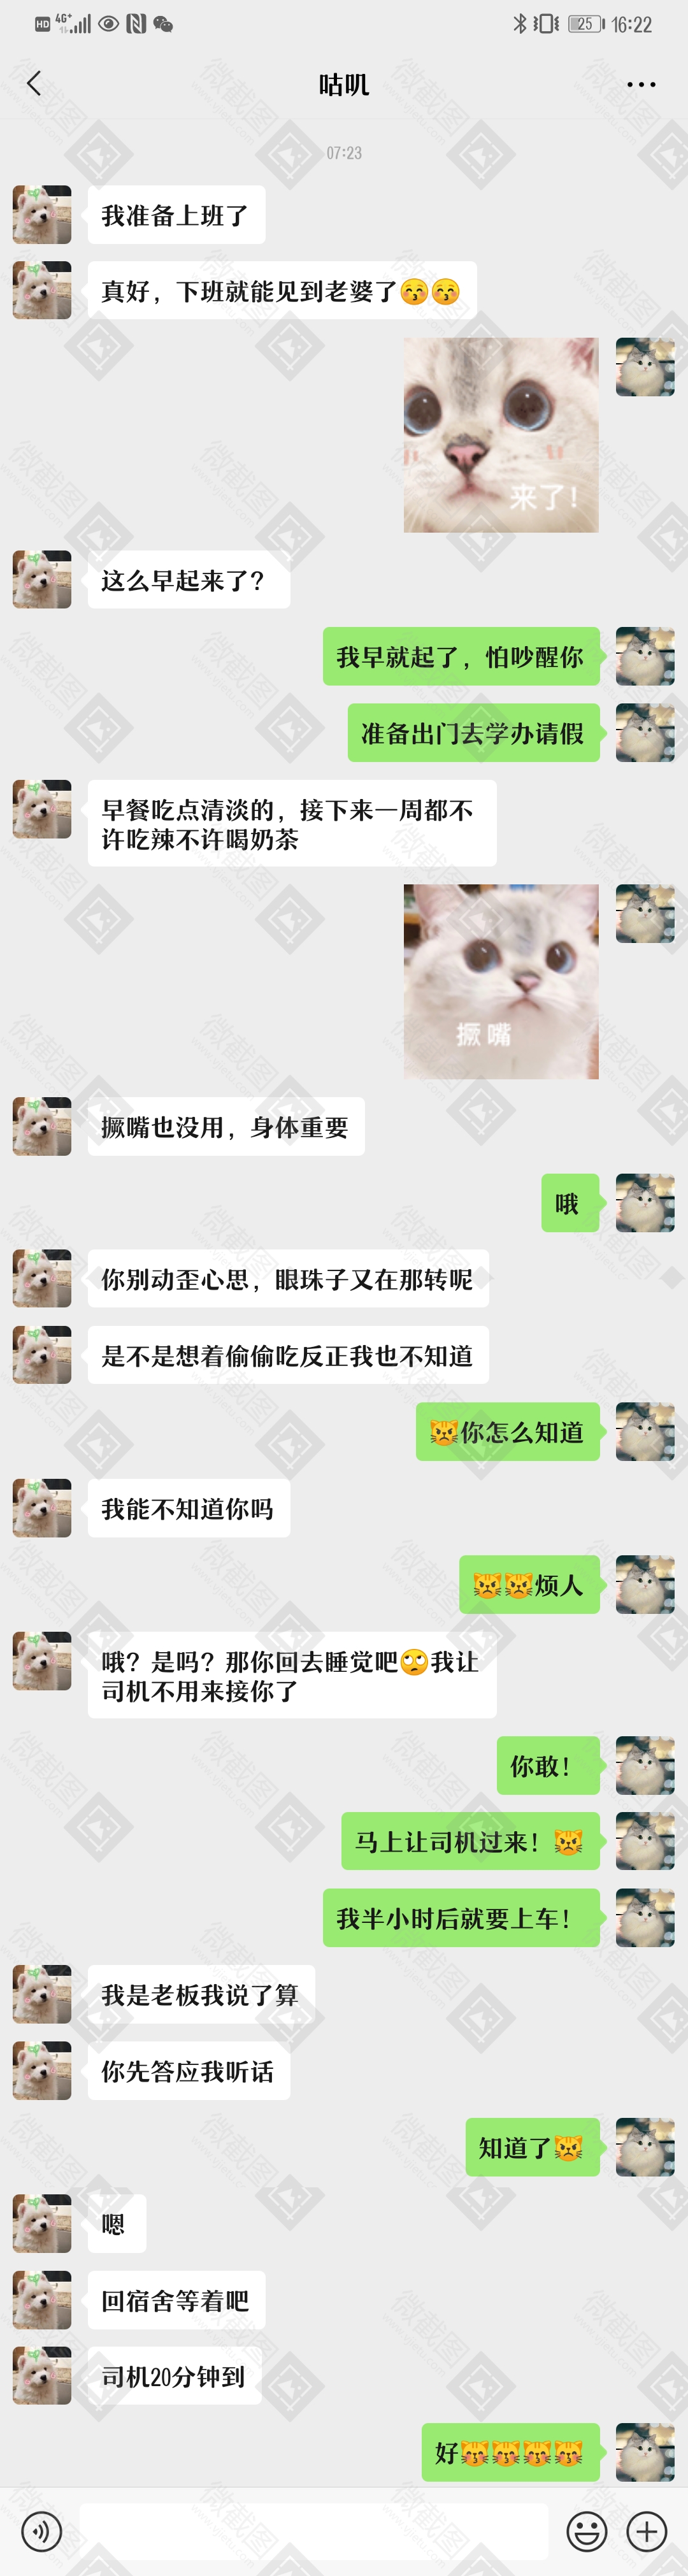 HD 4G+ 25 16:22
咕叽
07:23
我准备上班了
真好，下班就能见到老婆了😚😚
来了！
这么早起来了？
我早就起了，怕吵醒你
准备出门去学办请假
早餐吃点清淡的，接下来一周都不
许吃辣不许喝奶茶
撅嘴
撅嘴也没用，身体重要
哦
你别动歪心思，眼珠子又在那转呢
是不是想着偷偷吃反正我也不知道
😾你怎么知道
我能不知道你吗
😾😾烦人
哦？是吗？那你回去睡觉吧🙄我让
司机不用来接你了
你敢！
马上让司机过来！😾
我半小时后就要上车！
我是老板我说了算
你先答应我听话
知道了😾
嗯
回宿舍等着吧
司机20分钟到
好😽😽😽😽
微截图